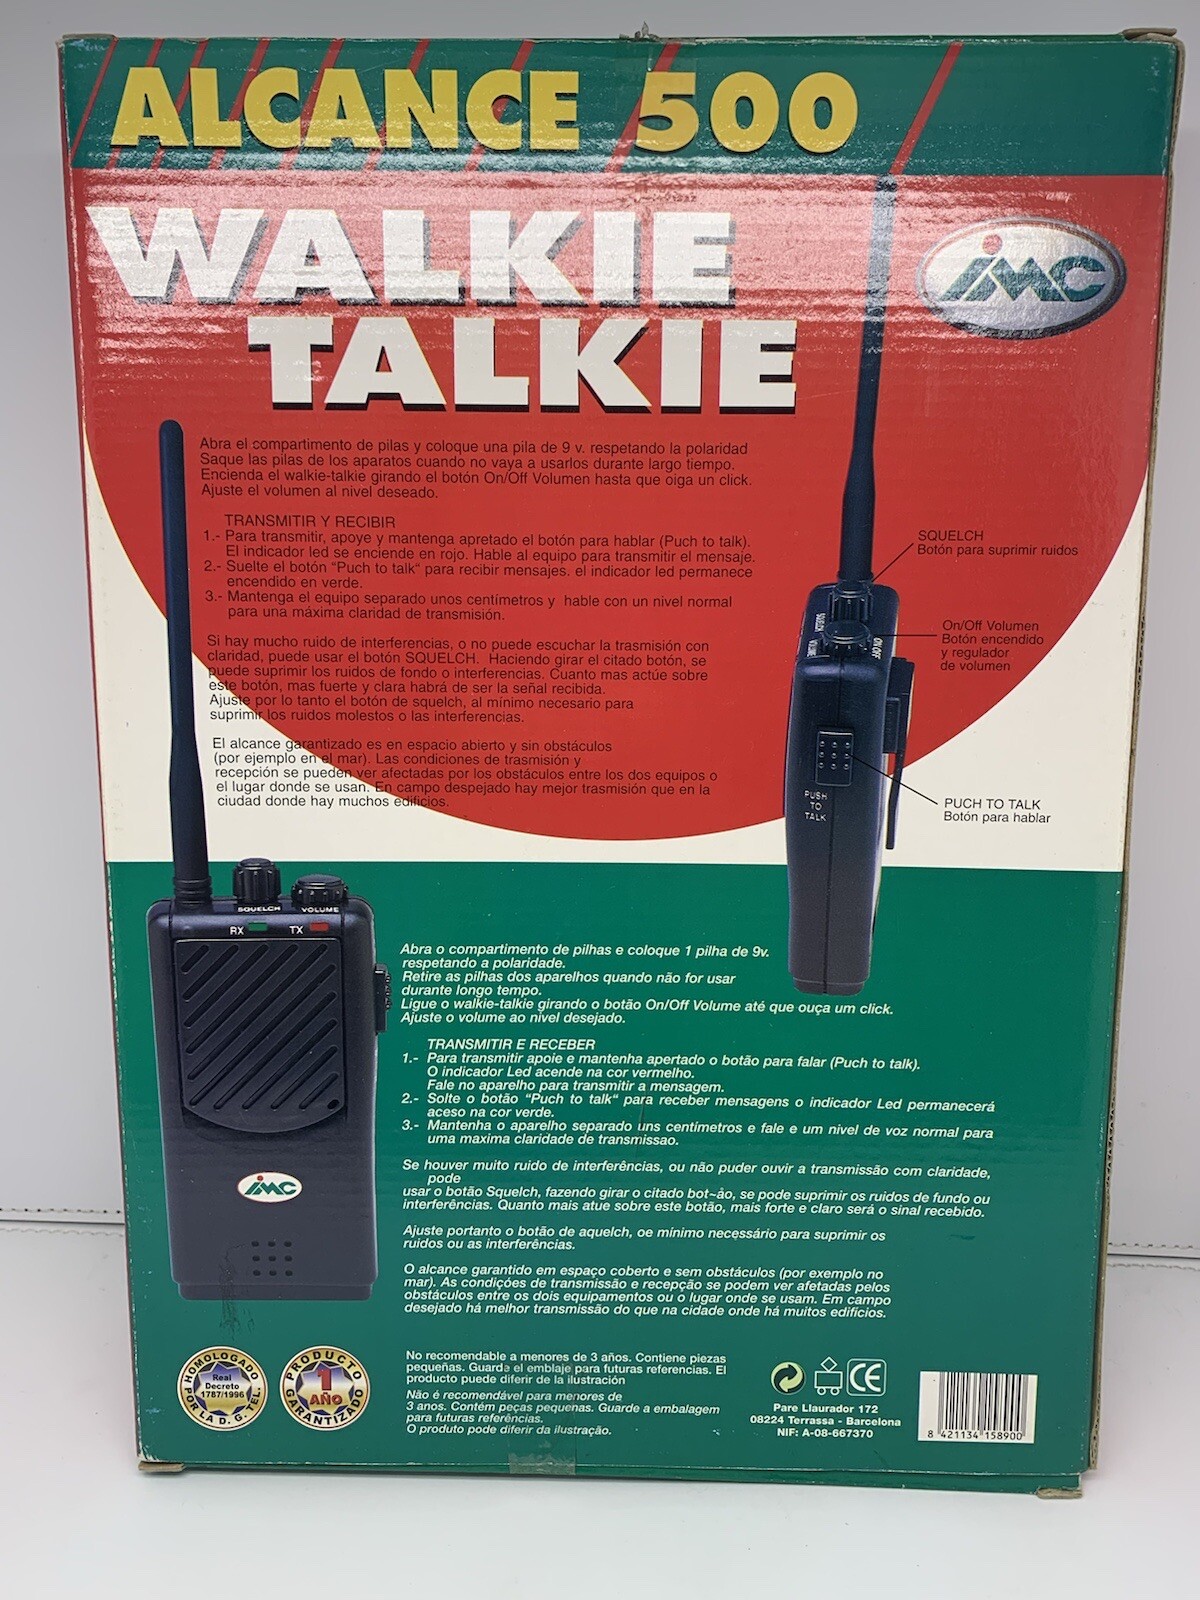 ALCANCE 500
WALKIE
TALKIE
IMC
Abra el compartimento de pilas y coloque una pila de 9 v. respetando la polaridad
Saque las pilas de los aparatos cuando no vaya a usarlos durante largo tiempo.
Encienda el walkie-talkie girando el botón On/Off Volumen hasta que oiga un click.
Ajuste el volumen al nivel deseado.
TRANSMITIR Y RECIBIR
1.- Para transmitir, apoye y mantenga apretado el botón para hablar (Puch to talk).
El indicador led se enciende en rojo. Hable al equipo para transmitir el mensaje.
2.- Suelte el botón "Puch to talk" para recibir mensajes. el indicador led permanece
encendido en verde.
3.- Mantenga el equipo separado unos centímetros y hable con un nivel normal
para una máxima claridad de transmisión.
Si hay mucho ruido de interferencias, o no puede escuchar la trasmisión con
claridad, puede usar el botón SQUELCH. Haciendo girar el citado botón, se
puede suprimir los ruidos de fondo o interferencias. Cuanto mas actúe sobre
este botón, mas fuerte y clara habrá de ser la señal recibida.
Ajuste por lo tanto el botón de squelch, al mínimo necesario para
suprimir los ruidos molestos o las interferencias.
El alcance garantizado es en espacio abierto y sin obstáculos
(por ejemplo en el mar). Las condiciones de trasmisión y
recepción se pueden ver afectadas por los obstáculos entre los dos equipos o
el lugar donde se usan. En campo despejado hay mejor trasmisión que en la
ciudad donde hay muchos edificios.
SQUELCH
Botón para suprimir ruidos
On/Off Volumen
Botón encendido
y regulador
de volumen
PUCH TO TALK
Botón para hablar
SQUELCH
VOLUME
ON/OFF
PUSH
TO
TALK
SQUELCH VOLUME
RX TX
IMC
Abra o compartimento de pilhas e coloque 1 pilha de 9v.
respetando a polaridade.
Retire as pilhas dos aparelhos quando não for usar
durante longo tempo.
Ligue o walkie-talkie girando o botão On/Off Volume até que ouça um click.
Ajuste o volume ao nível desejado.
TRANSMITIR E RECEBER
1.- Para transmitir apoie e mantenha apertado o botão para falar (Puch to talk).
O indicador Led acende na cor vermelho.
Fale no aparelho para transmitir a mensagem.
2.- Solte o botão "Puch to talk" para receber mensagens o indicador Led permanecerá
aceso na cor verde.
3.- Mantenha o aparelho separado uns centímetros e fale e um nivel de voz normal para
uma maxima claridade de transmissao.
Se houver muito ruido de interferências, ou não puder ouvir a transmissão com claridade,
pode
usar o botão Squelch, fazendo girar o citado bot~ào, se pode suprimir os ruidos de fundo ou
interferências. Quanto mais atue sobre este botão, mais forte e claro será o sinal recebido.
Ajuste portanto o botão de aquelch, oe minimo necessário para suprimir os
ruidos ou as interferências.
O alcance garantido em espaço coberto e sem obstáculos (por exemplo no
mar). As condições de transmissão e recepção se podem ver afetadas pelos
obstáculos entre os dois equipamentos ou o lugar onde se usam. Em campo
desejado há melhor transmissão do que na cidade onde há muitos edificios.
HOMOLOGADO
Real
Decreto
1787/1996
POR LA D. G. TEL.
PRODUCTO
1
AÑO
GARANTIZADO
No recomendable a menores de 3 años. Contiene piezas
pequeñas. Guarde el emblaje para futuras referencias. El
producto puede diferir de la ilustración
Não é recomendável para menores de
3 anos. Contém peças pequenas. Guarde a embalagem
para futuras referências.
O produto pode diferir da ilustração.
CE
Pare Llaurador 172
08224 Terrassa - Barcelona
NIF: A-08-667370
8 421134 158900